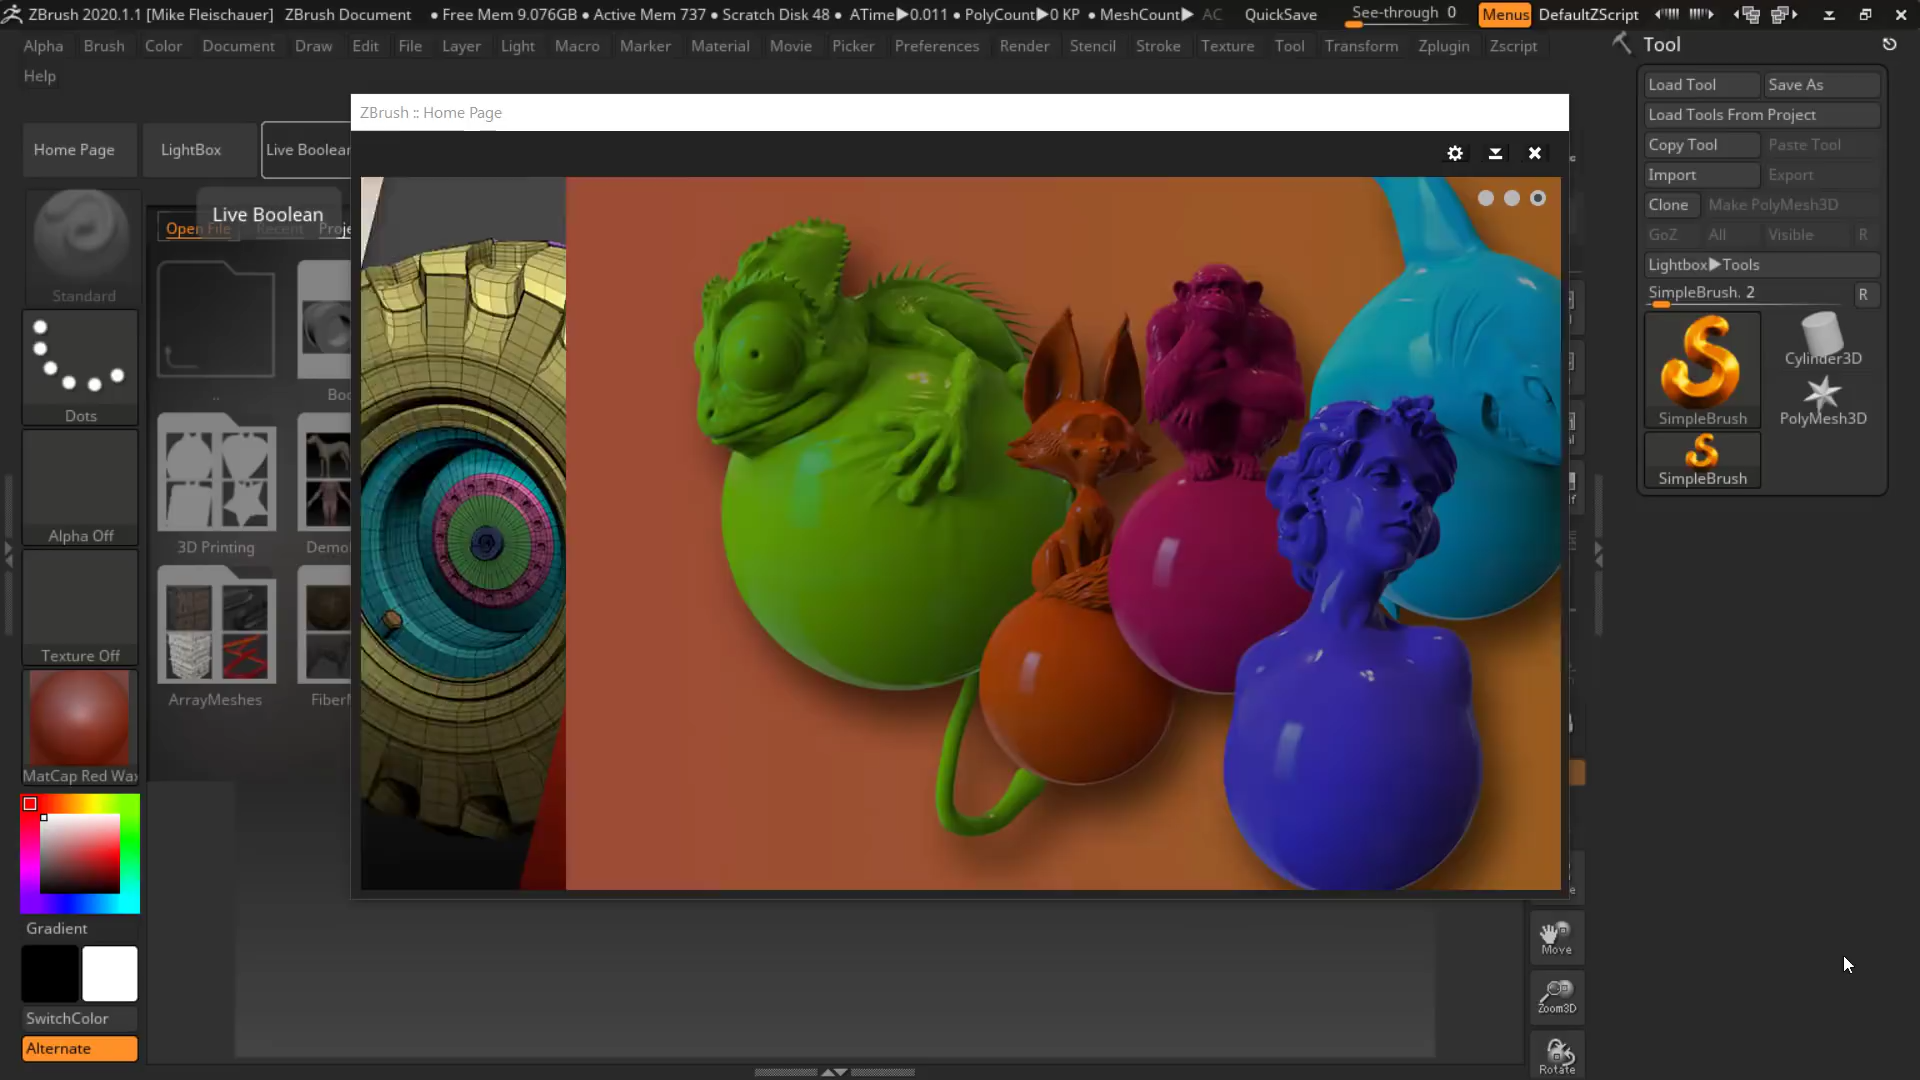 ZBrush 2020.1.1 [Mike Fleischauer] ZBrush Document • Free Mem 9.076GB • Active Mem 737 • Scratch Disk 48 • ATime▶0.011 • PolyCount▶0 KP • MeshCount▶ AC QuickSave See-through 0 Menus DefaultZScript
Alpha Brush Color Document Draw Edit File Layer Light Macro Marker Material Movie Picker Preferences Render Stencil Stroke Texture Tool Transform Zplugin Zscript
Help
Tool
Load Tool Save As
Load Tools From Project
Copy Tool Paste Tool
Import Export
Clone Make PolyMesh3D
GoZ All Visible R
Lightbox▶Tools
SimpleBrush. 2 R
SimpleBrush
Cylinder3D
PolyMesh3D
SimpleBrush
ZBrush :: Home Page
Home Page LightBox Live Boolean
Live Boolean
Open File Recent Proje
Standard
..
Boo
Dots
3D Printing Demo
Alpha Off
ArrayMeshes Fiber
Texture Off
MatCap Red Wax
Gradient
SwitchColor
Alternate
Move
Zoom3D
Rotate